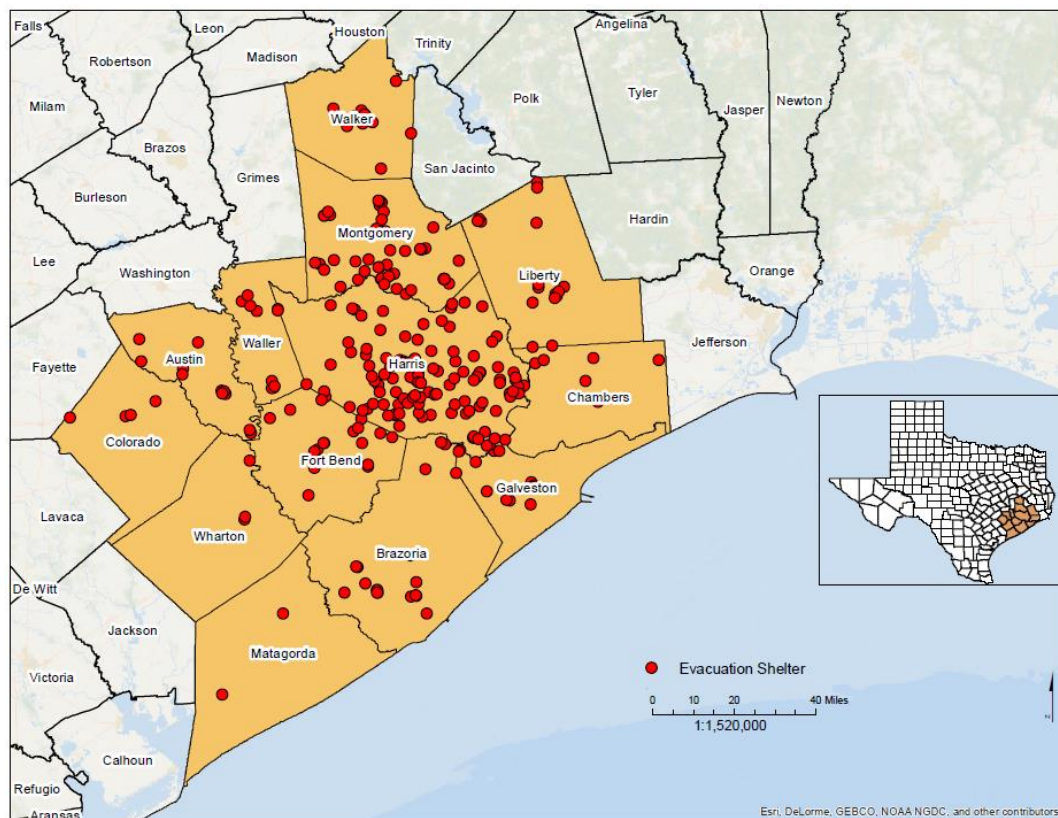 Falls
Leon
Houston
Trinity
Angelina
Robertson
Madison
Milam
Walker
Polk
Tyler
Jasper
Newton
Brazos
Grimes
San Jacinto
Burleson
Hardin
Montgomery
Lee
Washington
Liberty
Orange
Waller
Jefferson
Fayette
Austin
Harris
Chambers
Colorado
Fort Bend
Galveston
Lavaca
Wharton
Brazoria
De Witt
Jackson
Matagorda
Victoria
Evacuation Shelter
0 10 20 40 Miles
1:1,520,000
N
Calhoun
Refugio
Aransas
Esri, DeLorme, GEBCO, NOAA NGDC, and other contributors